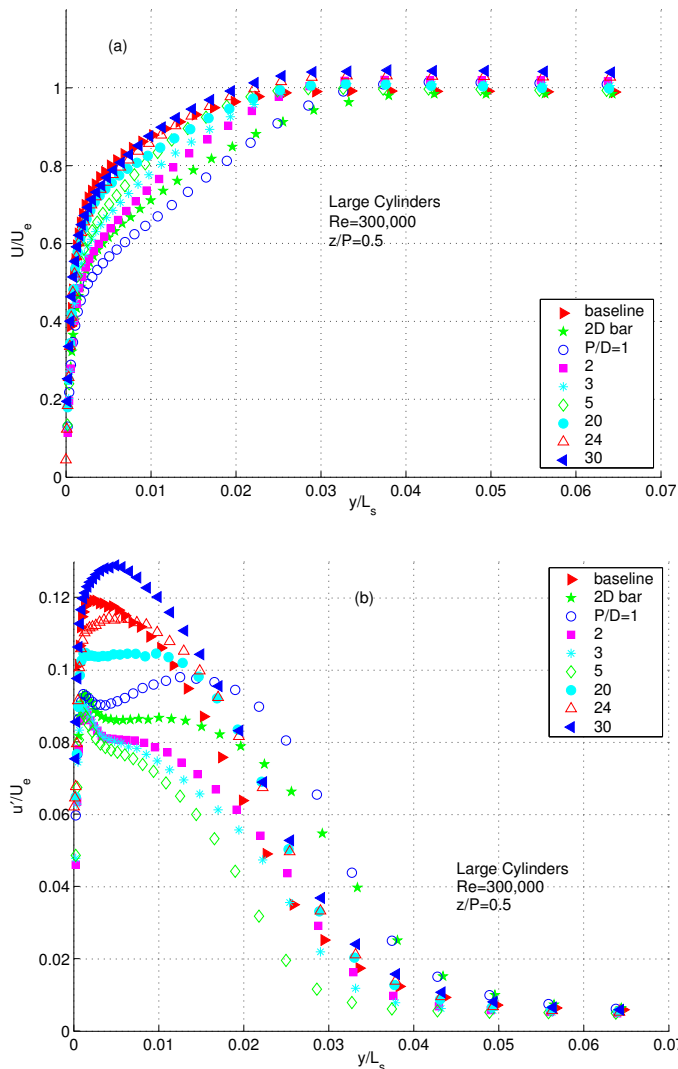 (a)
1
0.8
0.6
0.4
0.2
0
U/U_e
Large Cylinders
Re=300,000
z/P=0.5
baseline
2D bar
P/D=1
2
3
5
20
24
30
0 0.01 0.02 0.03 0.04 0.05 0.06 0.07
y/L_s
(b)
0.12
0.1
0.08
0.06
0.04
0.02
0
u′/U_e
baseline
2D bar
P/D=1
2
3
5
20
24
30
Large Cylinders
Re=300,000
z/P=0.5
0 0.01 0.02 0.03 0.04 0.05 0.06 0.07
y/L_s